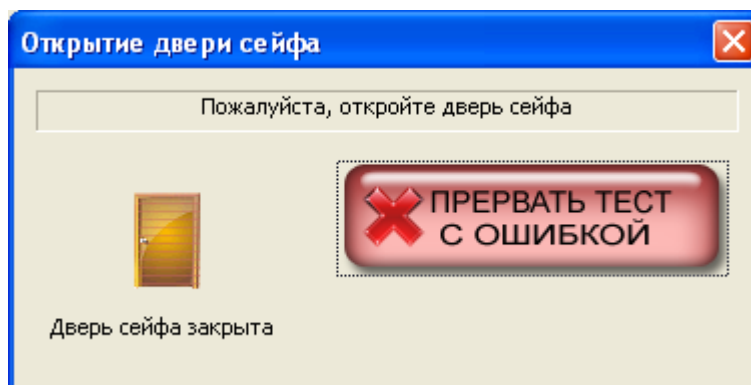 Открытие двери сейфа
Пожалуйста, откройте дверь сейфа
ПРЕРВАТЬ ТЕСТ
С ОШИБКОЙ
Дверь сейфа закрыта